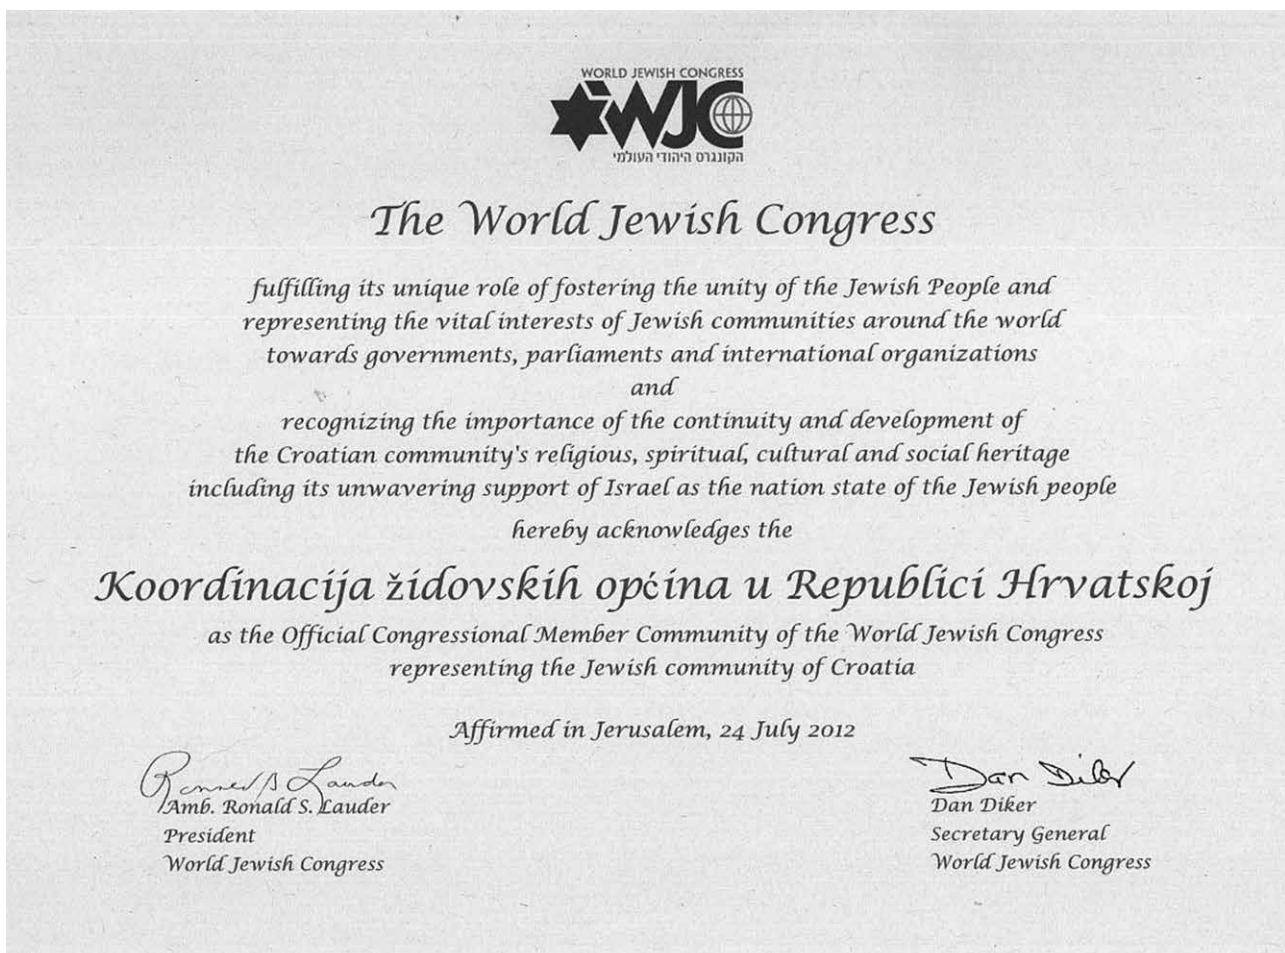 WORLD JEWISH CONGRESS
WJC
הקונגרס היהודי העולמי
The World Jewish Congress
fulfilling its unique role of fostering the unity of the Jewish People and
representing the vital interests of Jewish communities around the world
towards governments, parliaments and international organizations
and
recognizing the importance of the continuity and development of
the Croatian community's religious, spiritual, cultural and social heritage
including its unwavering support of Israel as the nation state of the Jewish people
hereby acknowledges the
Koordinacija židovskih općina u Republici Hrvatskoj
as the Official Congressional Member Community of the World Jewish Congress
representing the Jewish community of Croatia
Affirmed in Jerusalem, 24 July 2012
Ronald S Lauder
Amb. Ronald S. Lauder
President
World Jewish Congress
Dan Diker
Dan Diker
Secretary General
World Jewish Congress